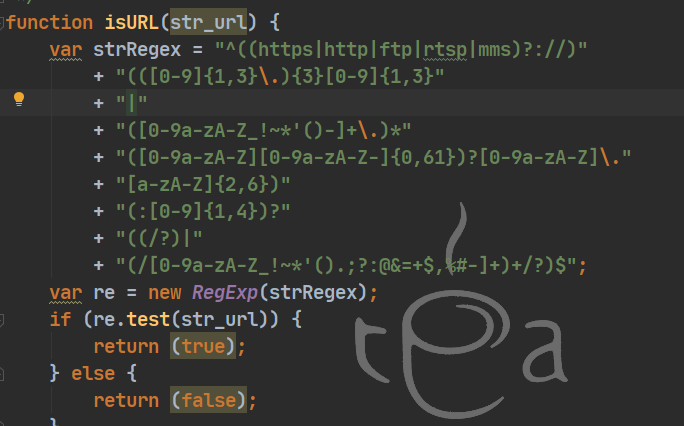 function isURL(str_url) {
    var strRegex = "^((https|http|ftp|rtsp|mms)?://)"
        + "(([0-9]{1,3}\.){3}[0-9]{1,3}"
        + "|"
        + "([0-9a-zA-Z_!~*'()-]+\.)*"
        + "([0-9a-zA-Z][0-9a-zA-Z-]{0,61})?[0-9a-zA-Z]\."
        + "[a-zA-Z]{2,6})"
        + "(:[0-9]{1,4})?"
        + "((/?)|"
        + "(/[0-9a-zA-Z_!~*'().;?:@&=+$,%#-]+)+/?)$";
    var re = new RegExp(strRegex);
    if (re.test(str_url)) {
        return (true);
    } else {
        return (false);
    }
tea